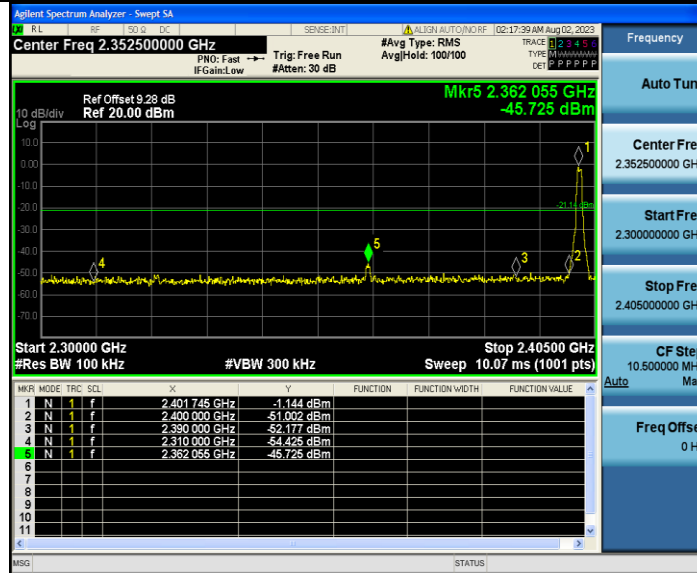 Agilent Spectrum Analyzer - Swept SA
RL RF 50 Ω DC SENSE:INT ALIGN AUTO/NO RF 02:17:39 AM Aug 02, 2023
Center Freq 2.352500000 GHz
PNO: Fast
IFGain:Low
Trig: Free Run
#Atten: 30 dB
#Avg Type: RMS
Avg|Hold: 100/100
TRACE 1 2 3 4 5 6
TYPE M
DET P P P P P P
Ref Offset 9.28 dB
10 dB/div Ref 20.00 dBm
Log
Mkr5 2.362 055 GHz
-45.725 dBm
10.0
0.00
-10.0
-20.0
-30.0
-40.0
-50.0
-60.0
-70.0
1
-21.14 dBm
5
4
3
2
Start 2.30000 GHz Stop 2.40500 GHz
#Res BW 100 kHz #VBW 300 kHz Sweep 10.07 ms (1001 pts)
MKR MODE TRC SCL X Y FUNCTION FUNCTION WIDTH FUNCTION VALUE
1 N 1 f 2.401 745 GHz -1.144 dBm
2 N 1 f 2.400 000 GHz -51.002 dBm
3 N 1 f 2.390 000 GHz -52.177 dBm
4 N 1 f 2.310 000 GHz -54.425 dBm
5 N 1 f 2.362 055 GHz -45.725 dBm
6
7
8
9
10
11
MSG STATUS
Frequency
Auto Tun
Center Fre
2.352500000 GH
Start Fre
2.300000000 GH
Stop Fre
2.405000000 GH
CF Ste
10.500000 MH
Auto Ma
Freq Offse
0 H